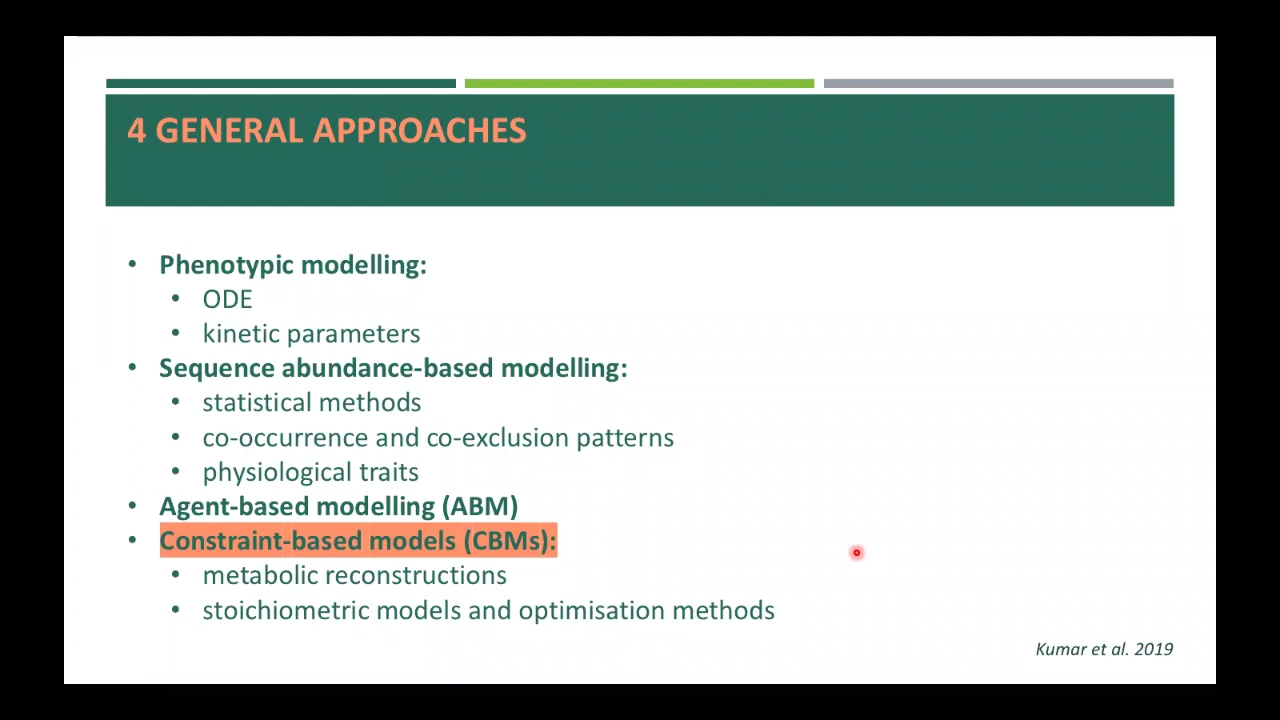 4 GENERAL APPROACHES
• Phenotypic modelling:
• ODE
• kinetic parameters
• Sequence abundance-based modelling:
• statistical methods
• co-occurrence and co-exclusion patterns
• physiological traits
• Agent-based modelling (ABM)
• Constraint-based models (CBMs):
• metabolic reconstructions
• stoichiometric models and optimisation methods
Kumar et al. 2019